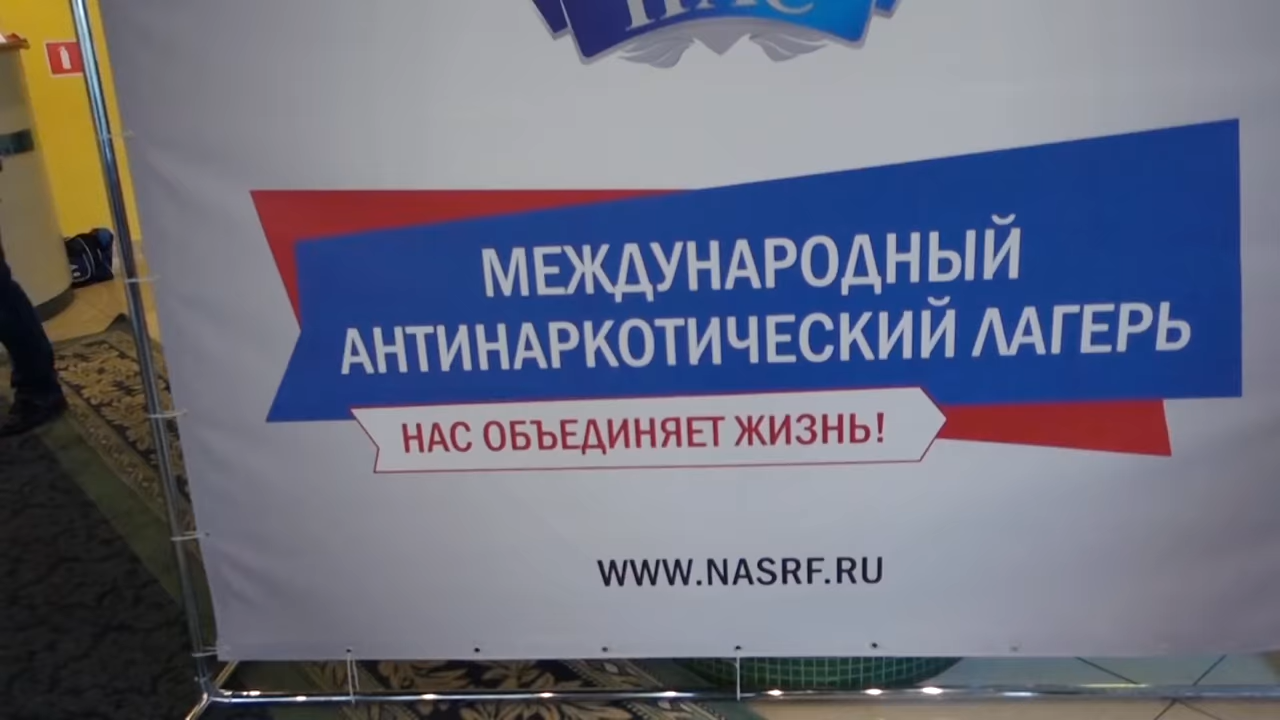 МЕЖДУНАРОДНЫЙ
АНТИНАРКОТИЧЕСКИЙ ЛАГЕРЬ
НАС ОБЪЕДИНЯЕТ ЖИЗНЬ!
WWW.NASRF.RU